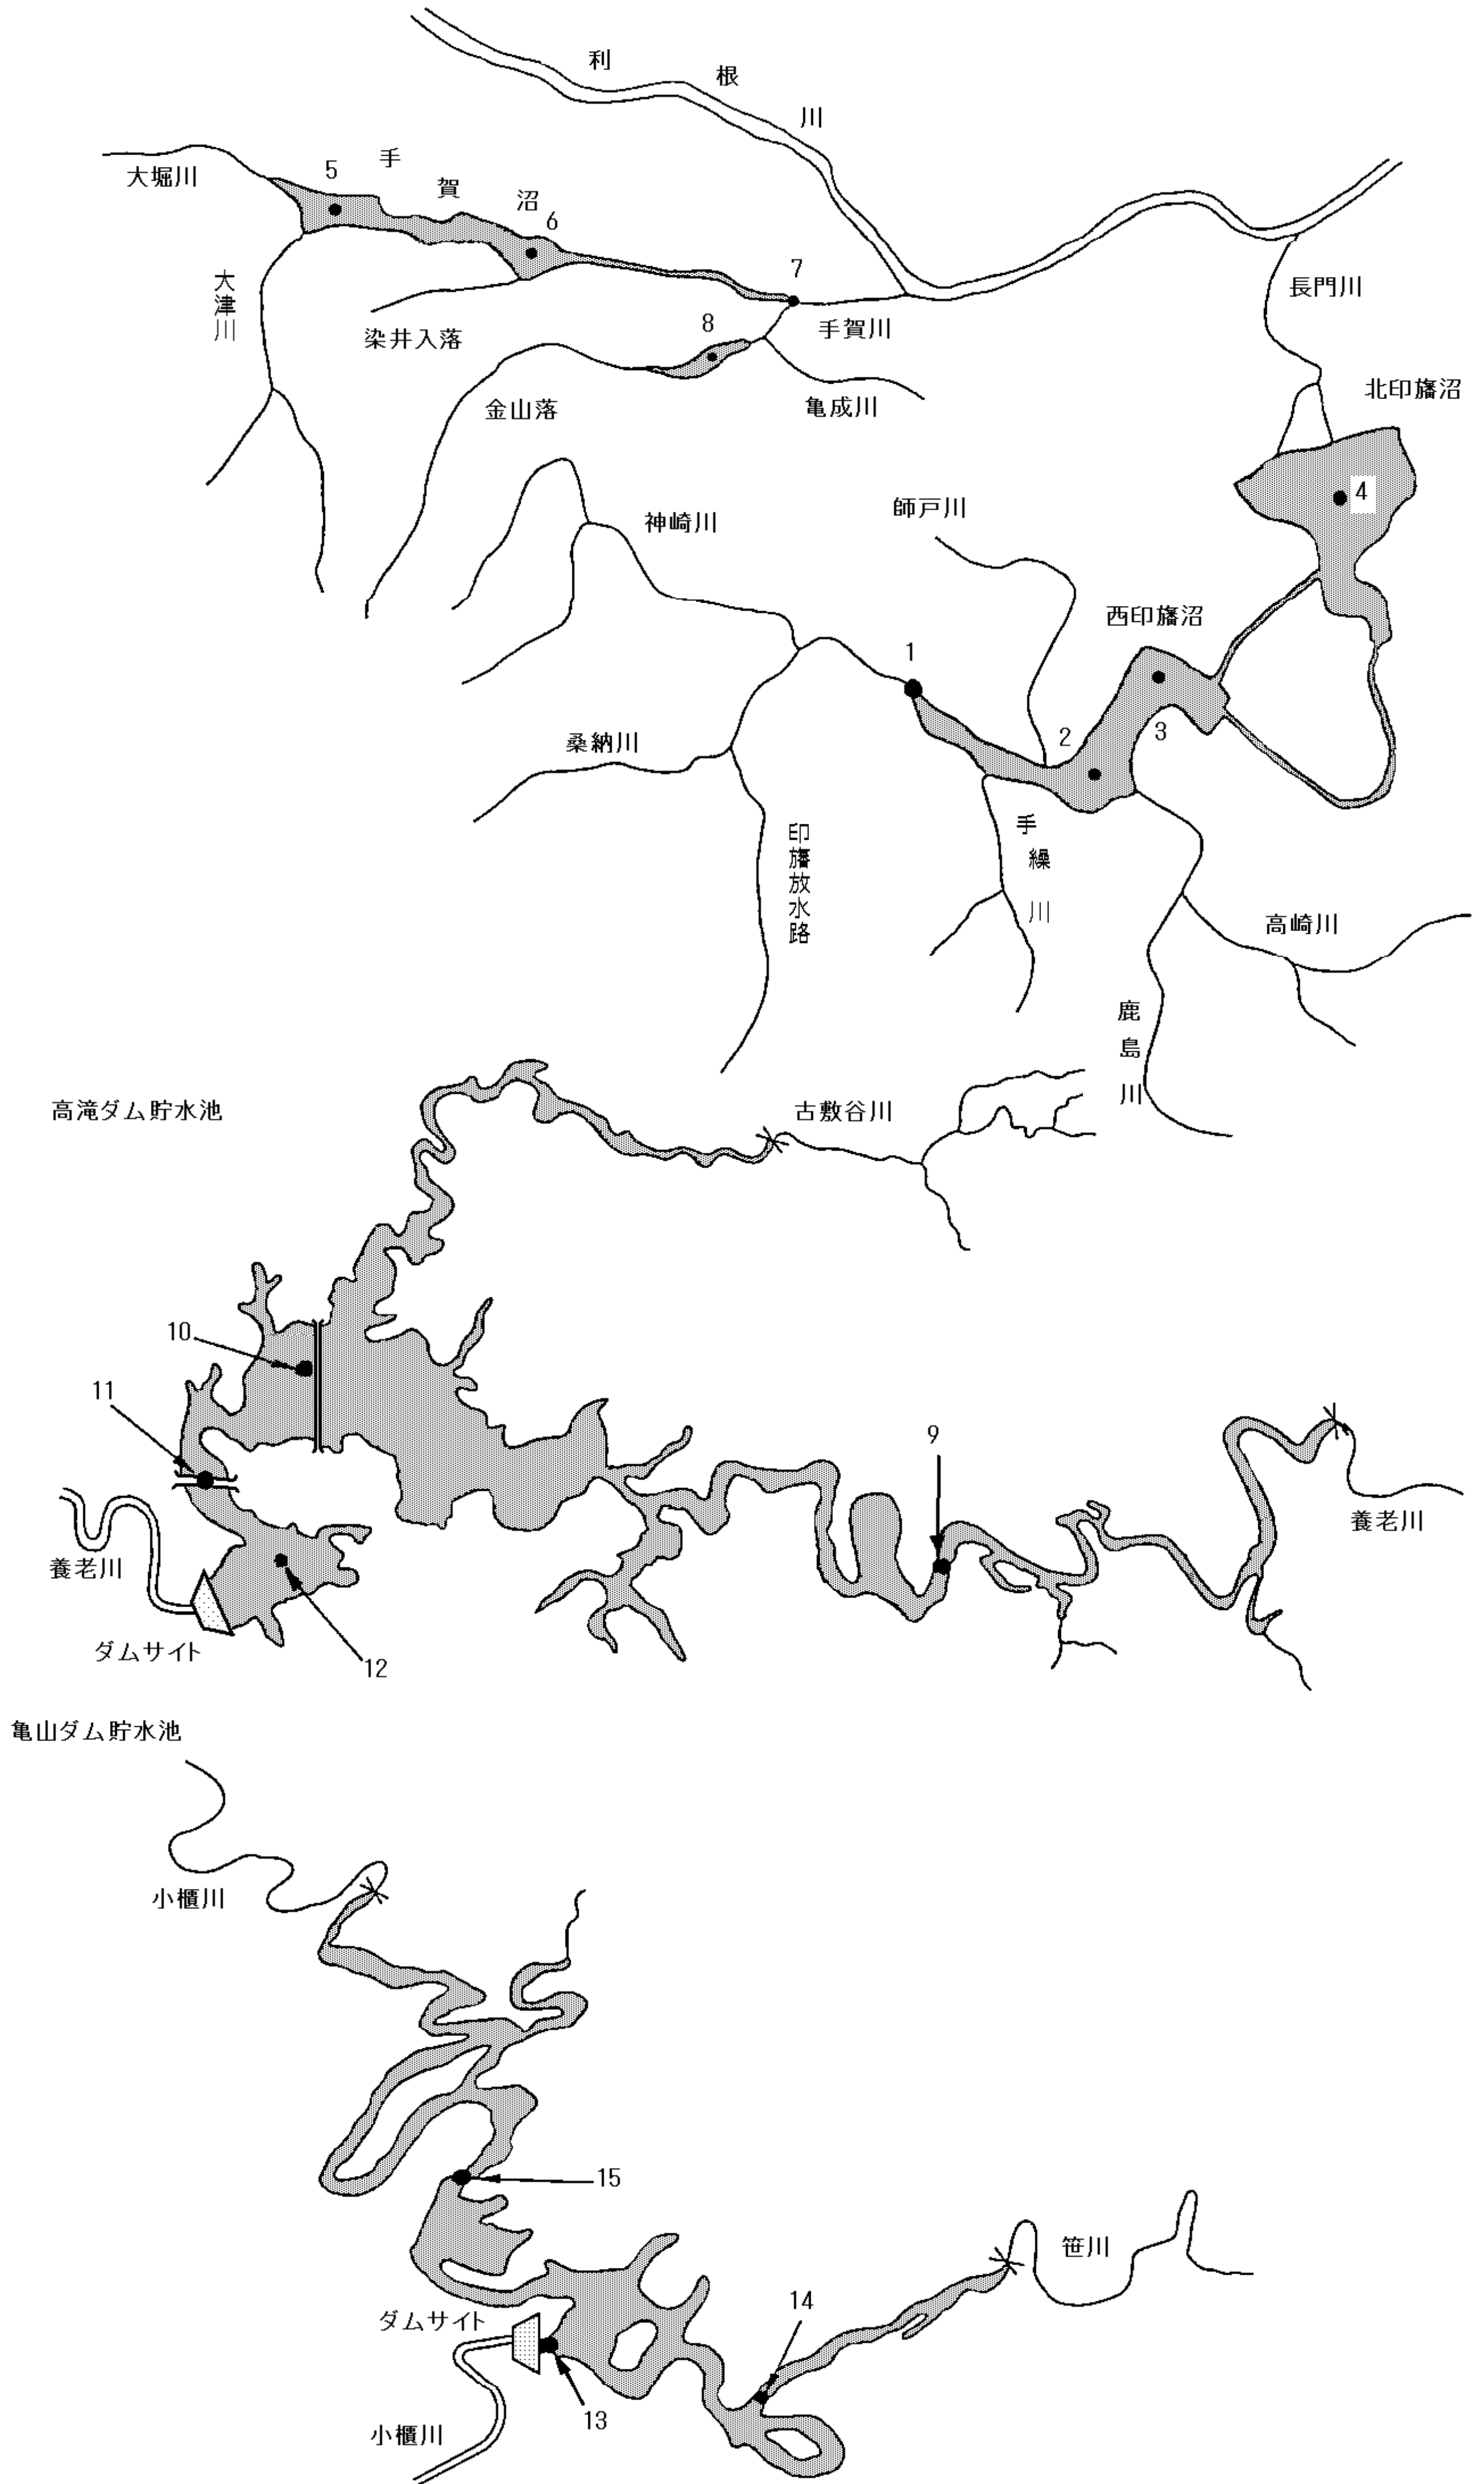 利根川
大堀川
5
手賀沼
6
7
大津川
染井入落
8
手賀川
長門川
金山落
亀成川
北印旛沼
4
神崎川
師戸川
西印旛沼
1
2
3
桑納川
印旛放水路
手繰川
高崎川
鹿島川
高滝ダム貯水池
古敷谷川
10
11
9
養老川
養老川
ダムサイト
12
亀山ダム貯水池
小櫃川
15
笹川
ダムサイト
14
13
小櫃川